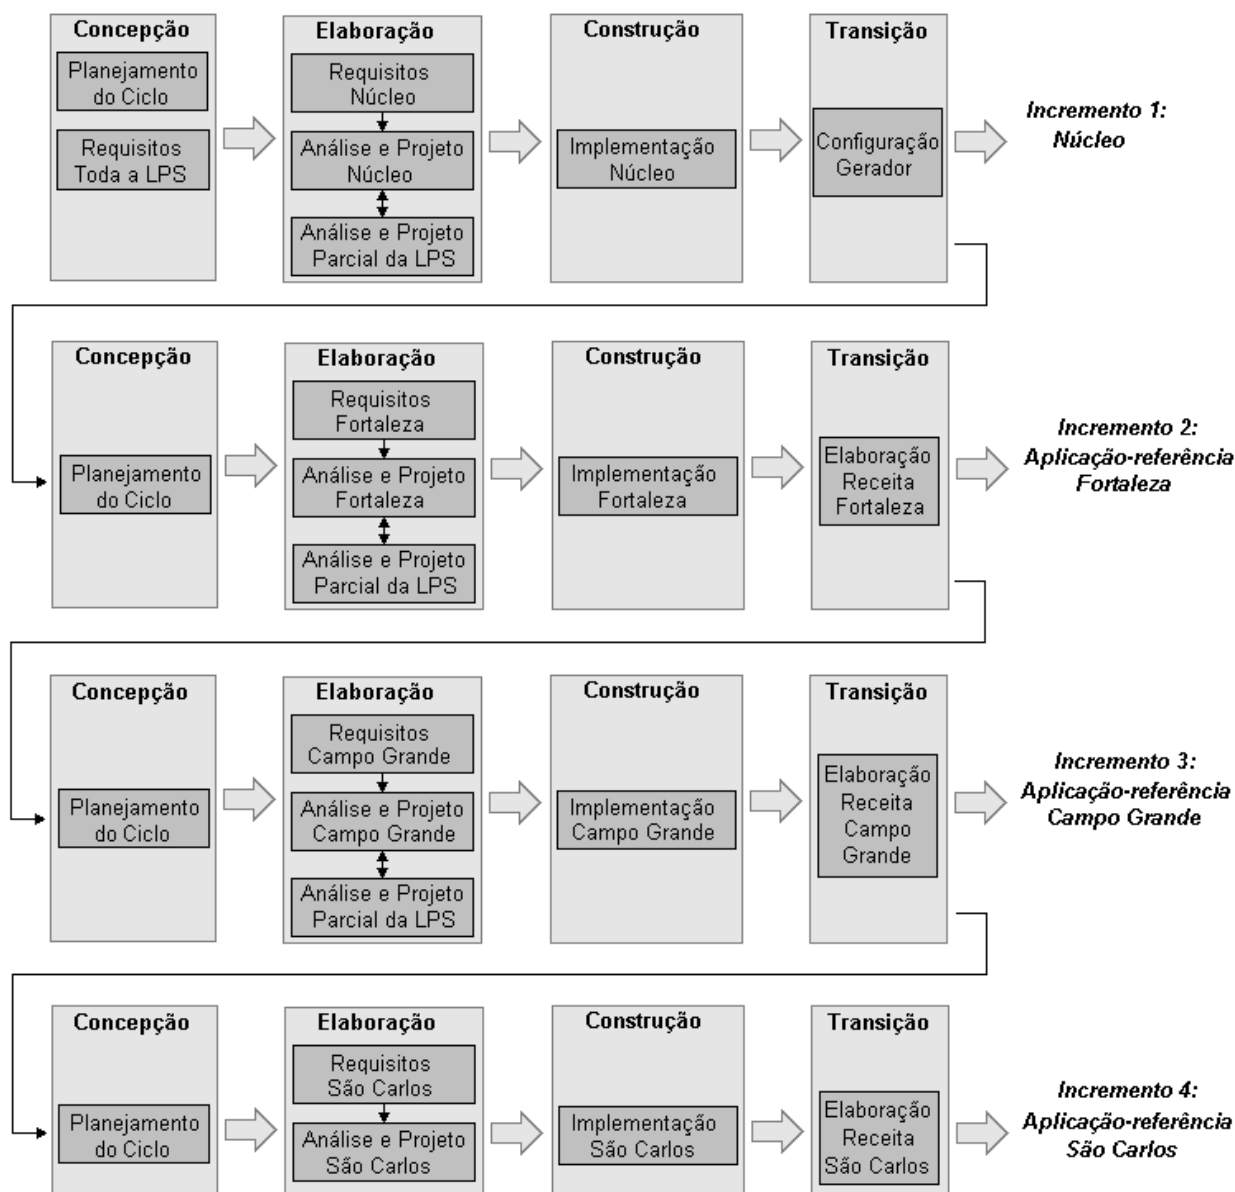 Concepção
Planejamento
do Ciclo
Requisitos
Toda a LPS
Elaboração
Requisitos
Núcleo
Análise e Projeto
Núcleo
Análise e Projeto
Parcial da LPS
Construção
Implementação
Núcleo
Transição
Configuração
Gerador
Incremento 1:
Núcleo
Concepção
Planejamento
do Ciclo
Elaboração
Requisitos
Fortaleza
Análise e Projeto
Fortaleza
Análise e Projeto
Parcial da LPS
Construção
Implementação
Fortaleza
Transição
Elaboração
Receita
Fortaleza
Incremento 2:
Aplicação-referência
Fortaleza
Concepção
Planejamento
do Ciclo
Elaboração
Requisitos
Campo Grande
Análise e Projeto
Campo Grande
Análise e Projeto
Parcial da LPS
Construção
Implementação
Campo Grande
Transição
Elaboração
Receita
Campo
Grande
Incremento 3:
Aplicação-referência
Campo Grande
Concepção
Planejamento
do Ciclo
Elaboração
Requisitos
São Carlos
Análise e Projeto
São Carlos
Construção
Implementação
São Carlos
Transição
Elaboração
Receita
São Carlos
Incremento 4:
Aplicação-referência
São Carlos